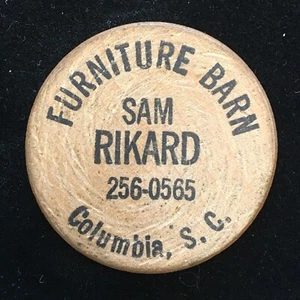 FURNITURE BARN
SAM
RIKARD
256-0565
Columbia, S. C.